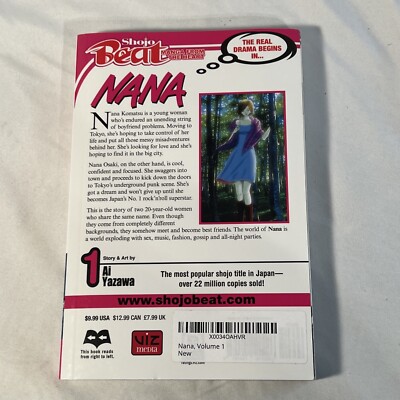 Shojo
Beat
MANGA FROM
THE HEART
THE REAL
DRAMA BEGINS
IN...
NANA
Nana Komatsu is a young woman
who's endured an unending string
of boyfriend problems. Moving to
Tokyo, she's hoping to take control of her
life and put all those messy misadventures
behind her. She's looking for love and she's
hoping to find it in the big city.
Nana Osaki, on the other hand, is cool,
confident and focused. She swaggers into
town and proceeds to kick down the doors
to Tokyo's underground punk scene. She's
got a dream and won't give up until she
becomes Japan's No. 1 rock'n'roll superstar.
This is the story of two 20-year-old women
who share the same name. Even though
they come from completely different
backgrounds, they somehow meet and become best friends. The world of Nana is
a world exploding with sex, music, fashion, gossip and all-night parties.
1
Story & Art by
Ai
Yazawa
The most popular shojo title in Japan—
over 22 million copies sold!
www.shojobeat.com
$9.99 USA $12.99 CAN £7.99 UK
This book reads
from right to left.
VIZ
media
X0034OAHVR
Nana, Volume 1
New